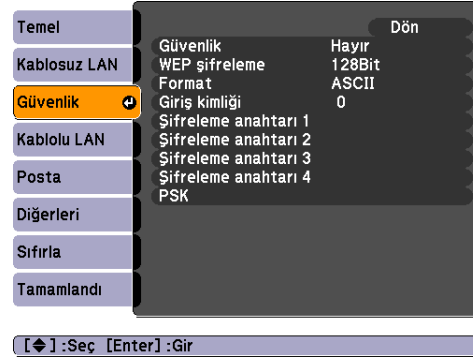 Temel
Kablosuz LAN
Güvenlik
Kablolu LAN
Posta
Diğerleri
Sıfırla
Tamamlandı
Dön
Güvenlik Hayır
WEP şifreleme 128Bit
Format ASCII
Giriş kimliği 0
Şifreleme anahtarı 1
Şifreleme anahtarı 2
Şifreleme anahtarı 3
Şifreleme anahtarı 4
PSK
[◆] :Seç [Enter] :Gir